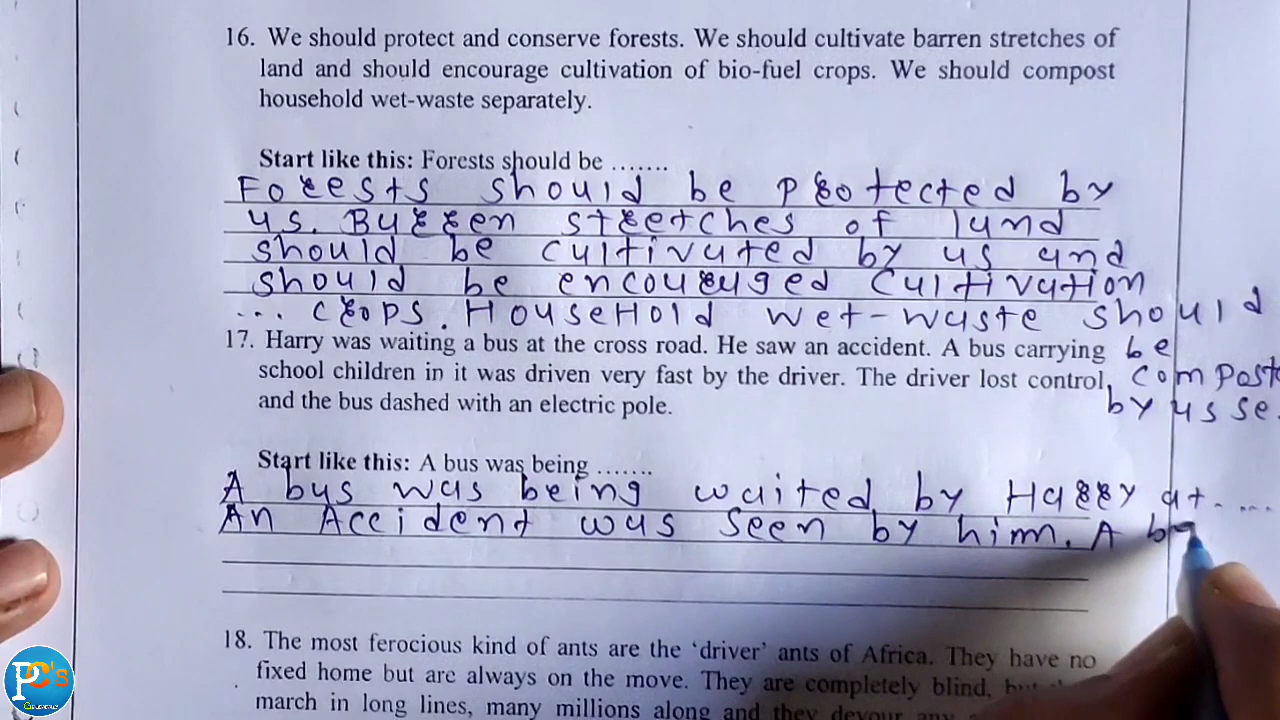 16. We should protect and conserve forests. We should cultivate barren stretches of
land and should encourage cultivation of bio-fuel crops. We should compost
household wet-waste separately.
Start like this: Forests should be .......
Forests should be protected by
us. Barren stretches of land
should be cultivated by us and
should be encouraged cultivation
... crops. HouseHold wet-waste should
be
compost
by us se.
17. Harry was waiting a bus at the cross road. He saw an accident. A bus carrying
school children in it was driven very fast by the driver. The driver lost control,
and the bus dashed with an electric pole.
Start like this: A bus was being .......
A bus was being waited by Harry at....
An Accident was seen by him. A
18. The most ferocious kind of ants are the ‘driver’ ants of Africa. They have no
fixed home but are always on the move. They are completely blind, but
march in long lines, many millions along and they devour any
PC's